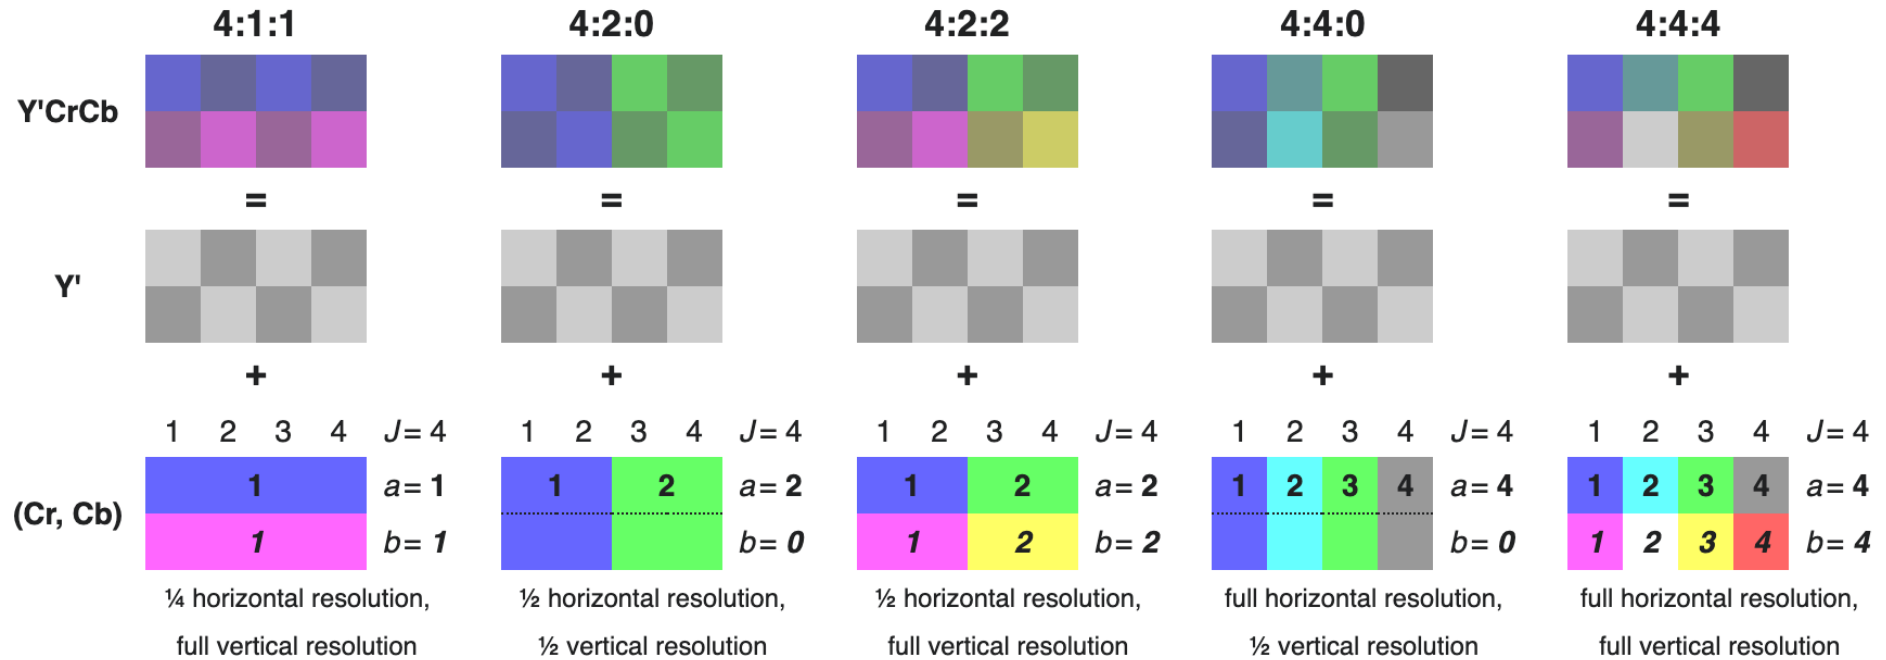 4:1:1 4:2:0 4:2:2 4:4:0 4:4:4
Y'CrCb
= = = = =
Y'
+ + + + +
1 2 3 4 J = 4 1 2 3 4 J = 4 1 2 3 4 J = 4 1 2 3 4 J = 4 1 2 3 4 J = 4
1 a = 1 1 2 a = 2 1 2 a = 2 1 2 3 4 a = 4 1 2 3 4 a = 4
(Cr, Cb)
1 b = 1 b = 0 1 2 b = 2 b = 0 1 2 3 4 b = 4
¼ horizontal resolution, ½ horizontal resolution, ½ horizontal resolution, full horizontal resolution, full horizontal resolution,
full vertical resolution ½ vertical resolution full vertical resolution ½ vertical resolution full vertical resolution